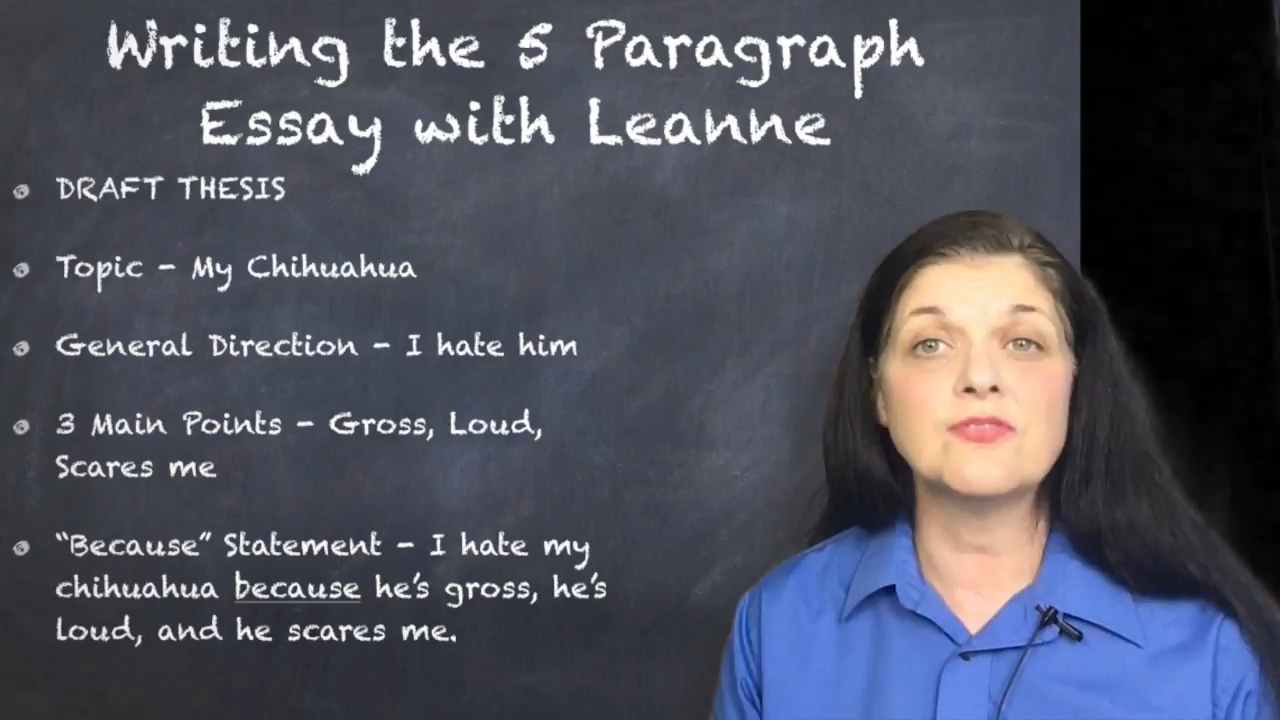 Writing the 5 Paragraph
Essay with Leanne
DRAFT THESIS
Topic - My Chihuahua
General Direction - I hate him
3 Main Points - Gross, Loud,
Scares me
“Because” Statement - I hate my
chihuahua because he's gross, he's
Loud, and he scares me.